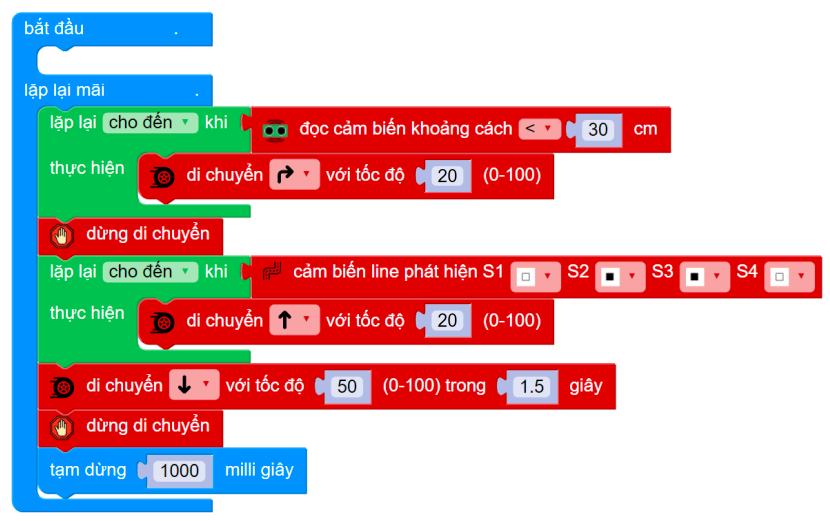 bắt đầu .
lặp lại mãi .
lặp lại cho đến khi đọc cảm biến khoảng cách < 30 cm
thực hiện di chuyển với tốc độ 20 (0-100)
dừng di chuyển
lặp lại cho đến khi cảm biến line phát hiện S1 S2 S3 S4
thực hiện di chuyển với tốc độ 20 (0-100)
di chuyển với tốc độ 50 (0-100) trong 1.5 giây
dừng di chuyển
tạm dừng 1000 milli giây